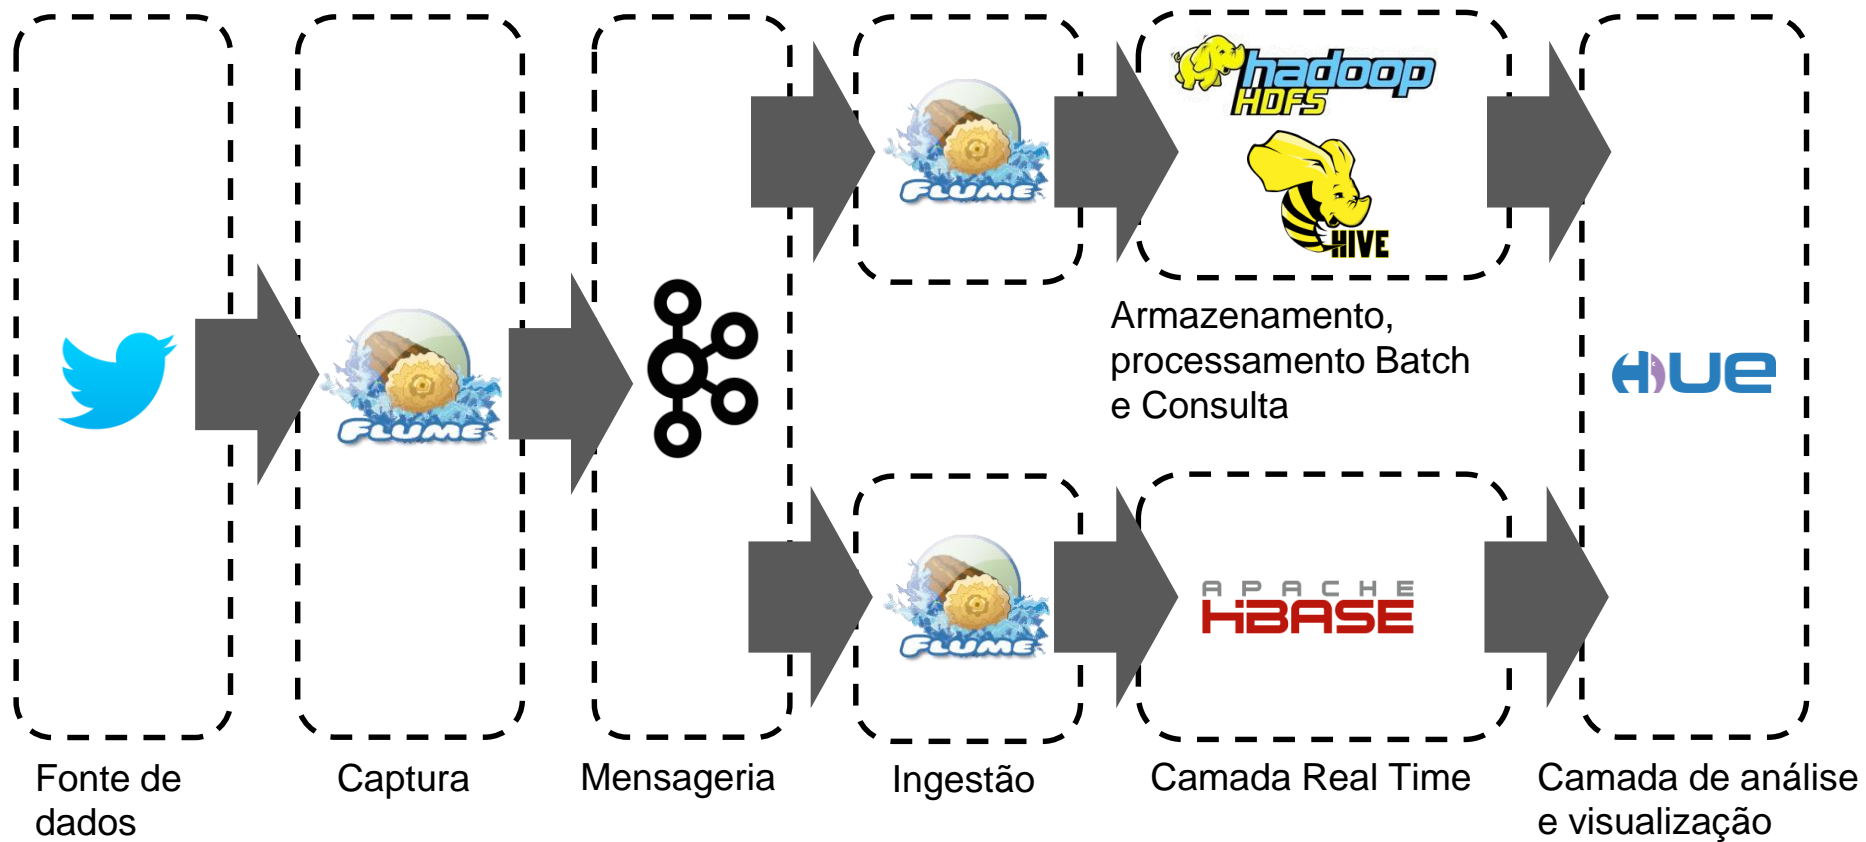 hadoop
HDFS
FLUME
HIVE
Armazenamento,
processamento Batch
e Consulta
FLUME
HUE
APACHE
HBASE
FLUME
Fonte de
dados
Captura
Mensageria
Ingestão
Camada Real Time
Camada de análise
e visualização